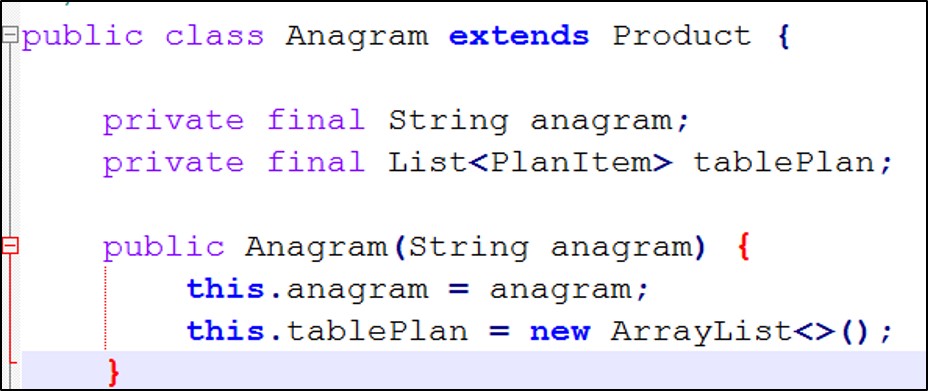 public class Anagram extends Product {
private final String anagram;
private final List<PlanItem> tablePlan;
public Anagram(String anagram) {
this.anagram = anagram;
this.tablePlan = new ArrayList<>();
}